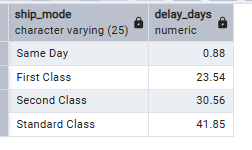 ship_mode delay_days
character varying (25) numeric
Same Day 0.88
First Class 23.54
Second Class 30.56
Standard Class 41.85